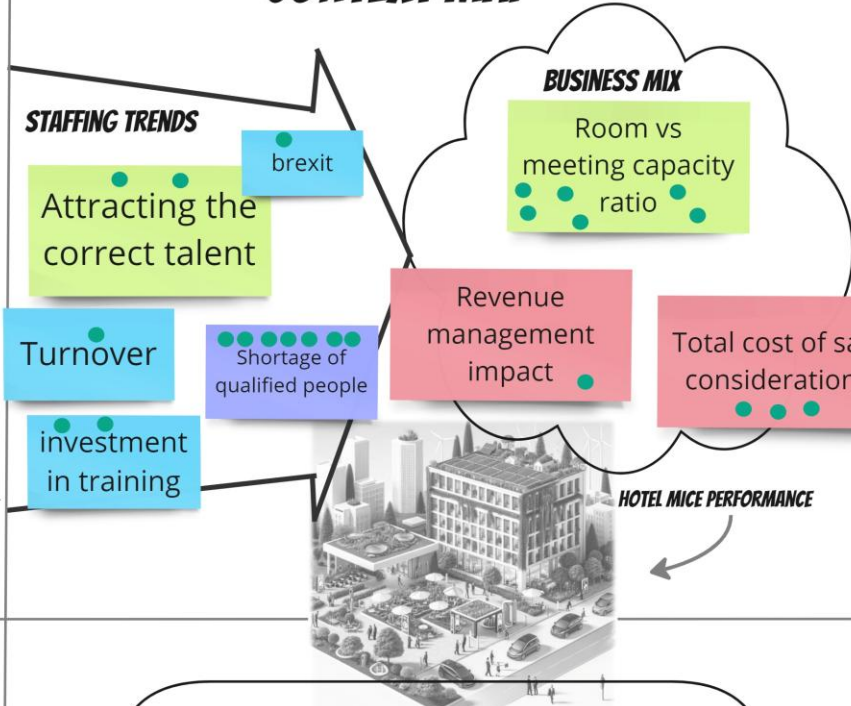 STAFFING TRENDS
brexit
Attracting the
correct talent
Turnover
Shortage of
qualified people
investment
in training
BUSINESS MIX
Room vs
meeting capacity
ratio
Revenue
management
impact
Total cost of
consideration
HOTEL MICE PERFORMANCE